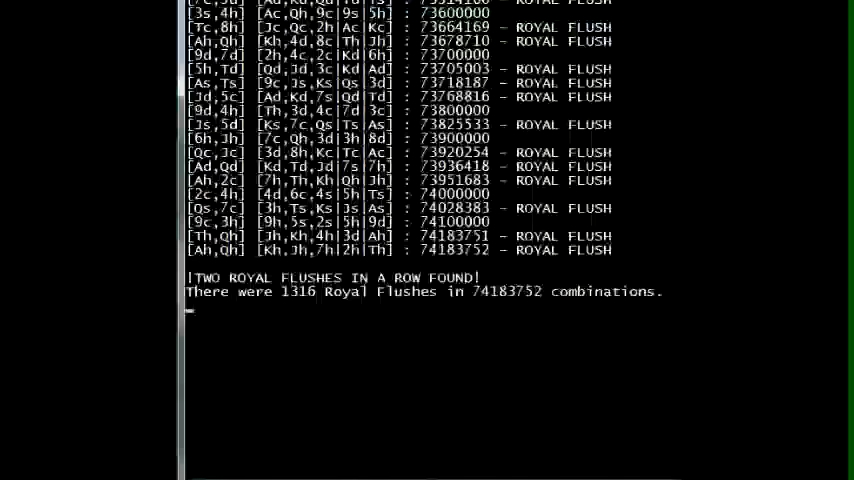 [3s,4h] [Ac,Qh,9c|9s|5h] : 73600000
[Tc,8h] [Jc,Qc,2h|Ac|Kc] : 73664169 - ROYAL FLUSH
[Ah,Qh] [Kh,4d,8c|Th|Jh] : 73678710 - ROYAL FLUSH
[9d,7d] [2h,4c,2c|Kd|6h] : 73700000
[5h,Td] [Qd,Jd,3c|Kd|Ad] : 73705003 - ROYAL FLUSH
[As,Ts] [9c,Js,Ks|Qs|3d] : 73718187 - ROYAL FLUSH
[Jd,5c] [Ad,Kd,7s|Qd|Td] : 73768816 - ROYAL FLUSH
[9d,4h] [Th,3d,4c|7d|3c] : 73800000
[Js,5d] [Ks,7c,Qs|Ts|As] : 73825533 - ROYAL FLUSH
[6h,Jh] [7c,Qh,3d|3h|8d] : 73900000
[Qc,Jc] [3d,8h,Kc|Tc|Ac] : 73920254 - ROYAL FLUSH
[Ad,Qd] [Kd,Td,Jd|7s|7h] : 73936418 - ROYAL FLUSH
[Ah,2c] [7h,Th,Kh|Qh|Jh] : 73951683 - ROYAL FLUSH
[2c,4h] [4d,6c,4s|5h|Ts] : 74000000
[Qs,7c] [3h,Ts,Ks|Js|As] : 74028383 - ROYAL FLUSH
[9c,3h] [9h,5s,2s|5h|9d] : 74100000
[Th,Qh] [Jh,Kh,4h|3d|Ah] : 74183751 - ROYAL FLUSH
[Ah,Qh] [Kh,Jh,7h|2h|Th] : 74183752 - ROYAL FLUSH
!TWO ROYAL FLUSHES IN A ROW FOUND!
There were 1316 Royal Flushes in 74183752 combinations.